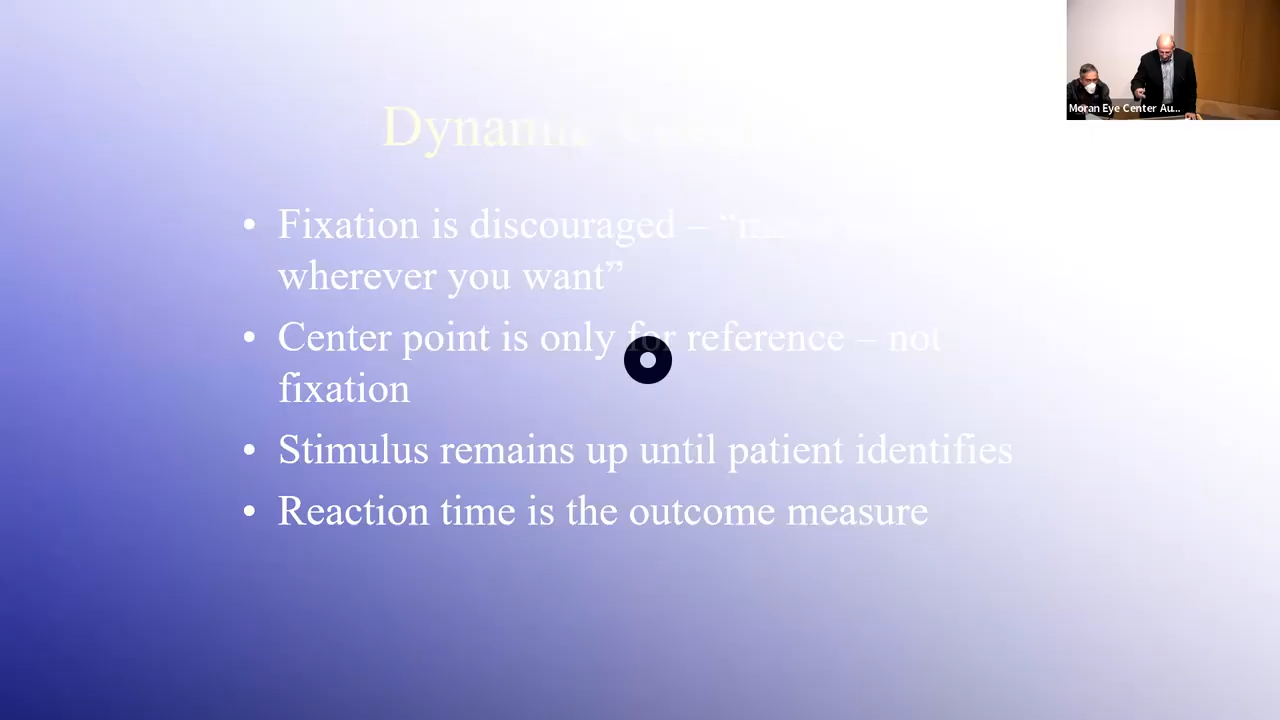 Moran Eye Center Au...
Dynamic
• Fixation is discouraged – “
wherever you want”
• Center point is only for reference – not
fixation
• Stimulus remains up until patient identifies
• Reaction time is the outcome measure